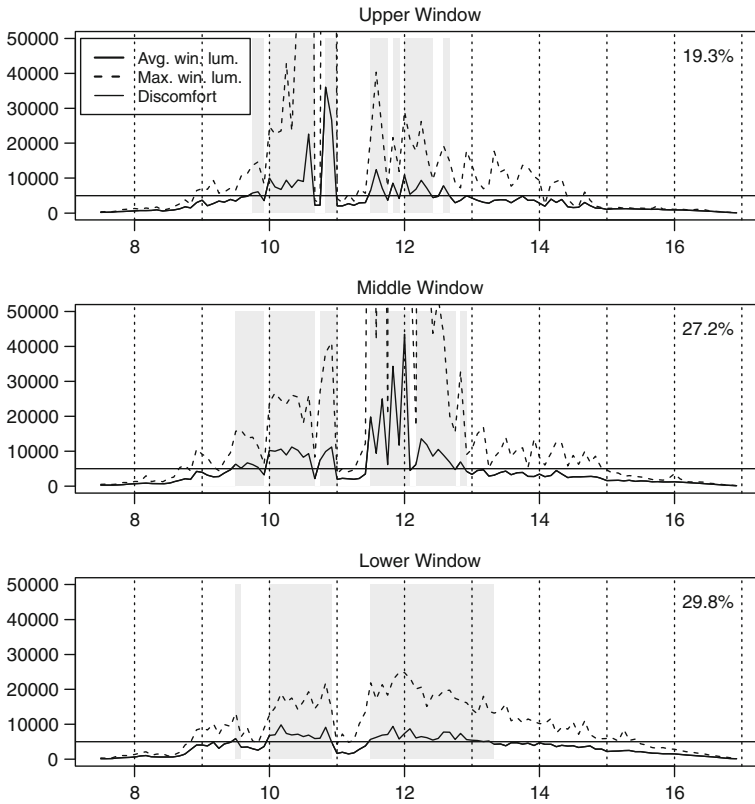 Upper Window
50000
40000
30000
20000
10000
0
Avg. win. lum.
Max. win. lum.
Discomfort
19.3%
8 10 12 14 16
Middle Window
50000
40000
30000
20000
10000
0
27.2%
8 10 12 14 16
Lower Window
50000
40000
30000
20000
10000
0
29.8%
8 10 12 14 16